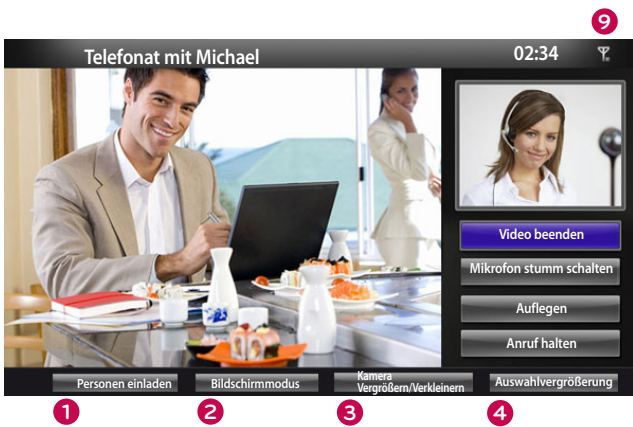 9
Telefonat mit Michael
02:34
Video beenden
Mikrofon stumm schalten
Auflegen
Anruf halten
Personen einladen
Bildschirmmodus
Kamera
Vergrößern/Verkleinern
Auswahlvergrößerung
1
2
3
4